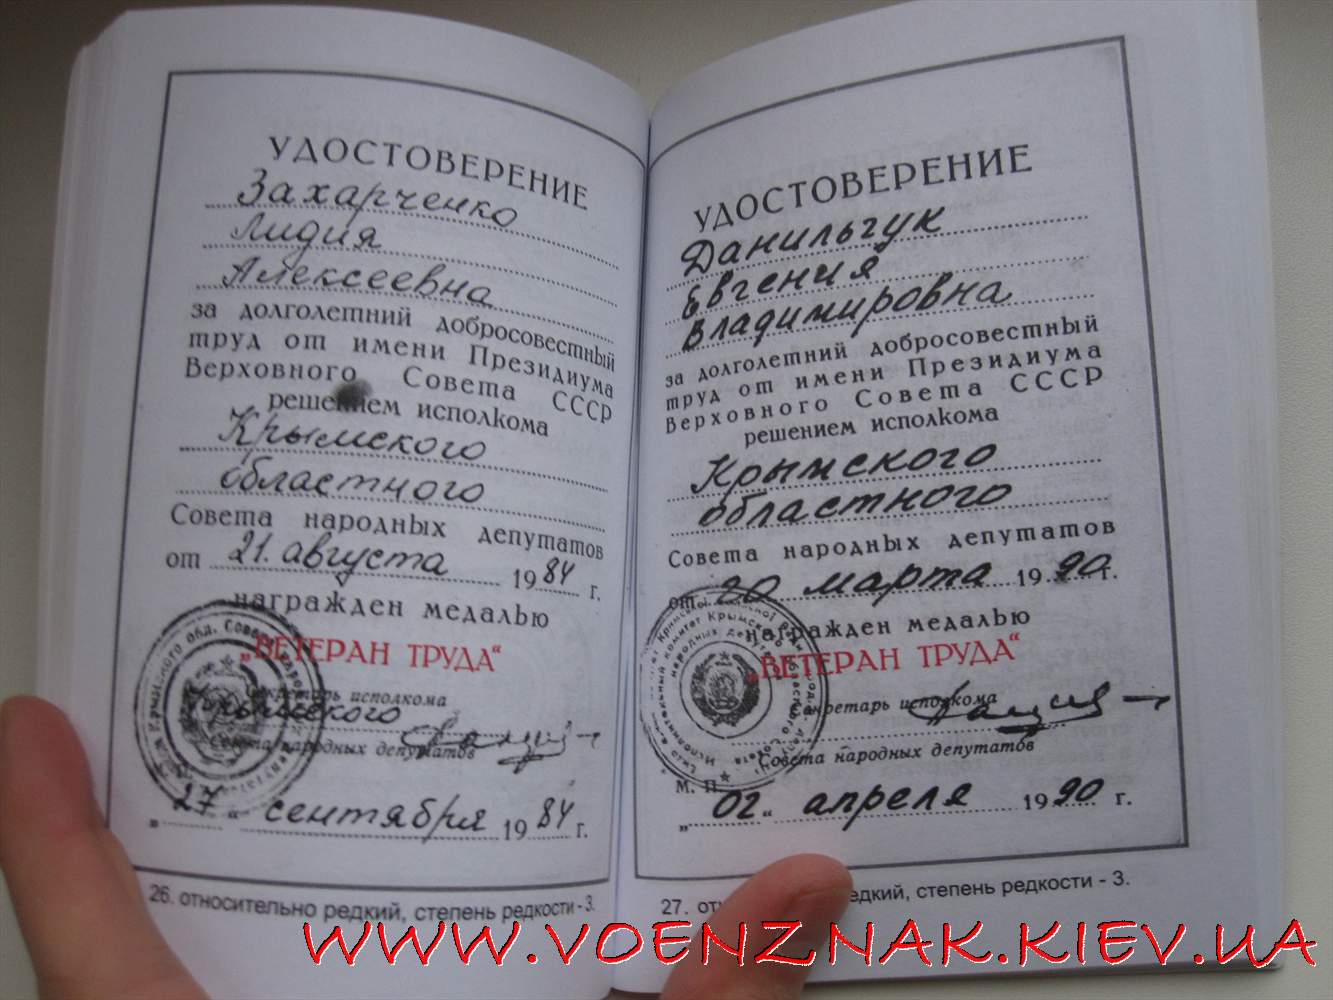 УДОСТОВЕРЕНИЕ
Захарченко
Лидия
Алексеевна
за долголетний добросовестный
труд от имени Президиума
Верховного Совета СССР
решением исполкома
Крымского
областного
Совета народных депутатов
от 21. августа 1984 г.
награжден медалью
„ВЕТЕРАН ТРУДА“
Секретарь исполкома
Крымского
Совета народных депутатов
„27“ сентября 1984 г.
26. относительно редкий, степень редкости - 3.
УДОСТОВЕРЕНИЕ
Данильчук
Евгения
Владимировна
за долголетний добросовестный
труд от имени Президиума
Верховного Совета СССР
решением исполкома
Крымского
областного
Совета народных депутатов
от 20 марта 1990 г.
награжден медалью
„ВЕТЕРАН ТРУДА“
Секретарь исполкома
Совета народных депутатов
М. П.
„02“ апреля 1990 г.
27. редкий, степень редкости - 3.
WWW.VOENZNAK.KIEV.UA